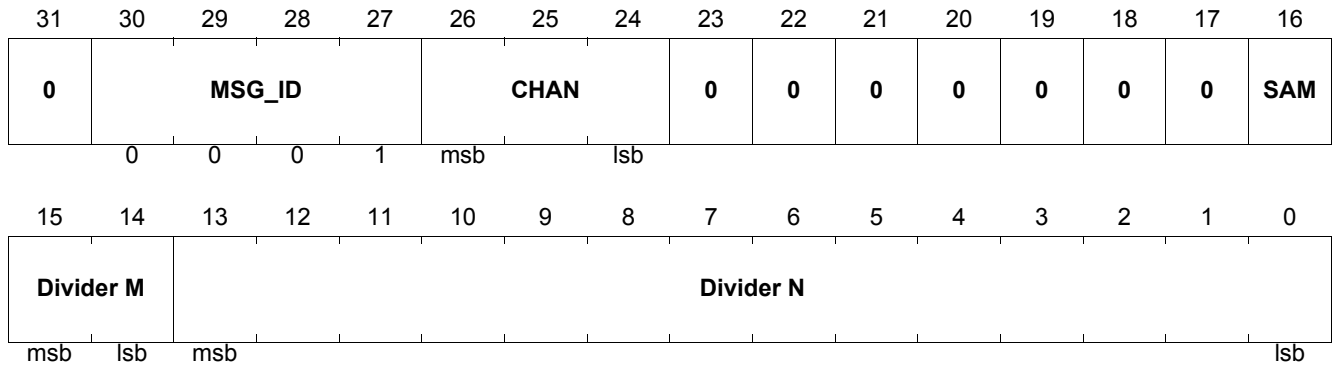 31 30 29 28 27 26 25 24 23 22 21 20 19 18 17 16
0 MSG_ID CHAN 0 0 0 0 0 0 0 SAM
0 0 0 1 msb lsb
15 14 13 12 11 10 9 8 7 6 5 4 3 2 1 0
Divider M Divider N
msb lsb msb lsb